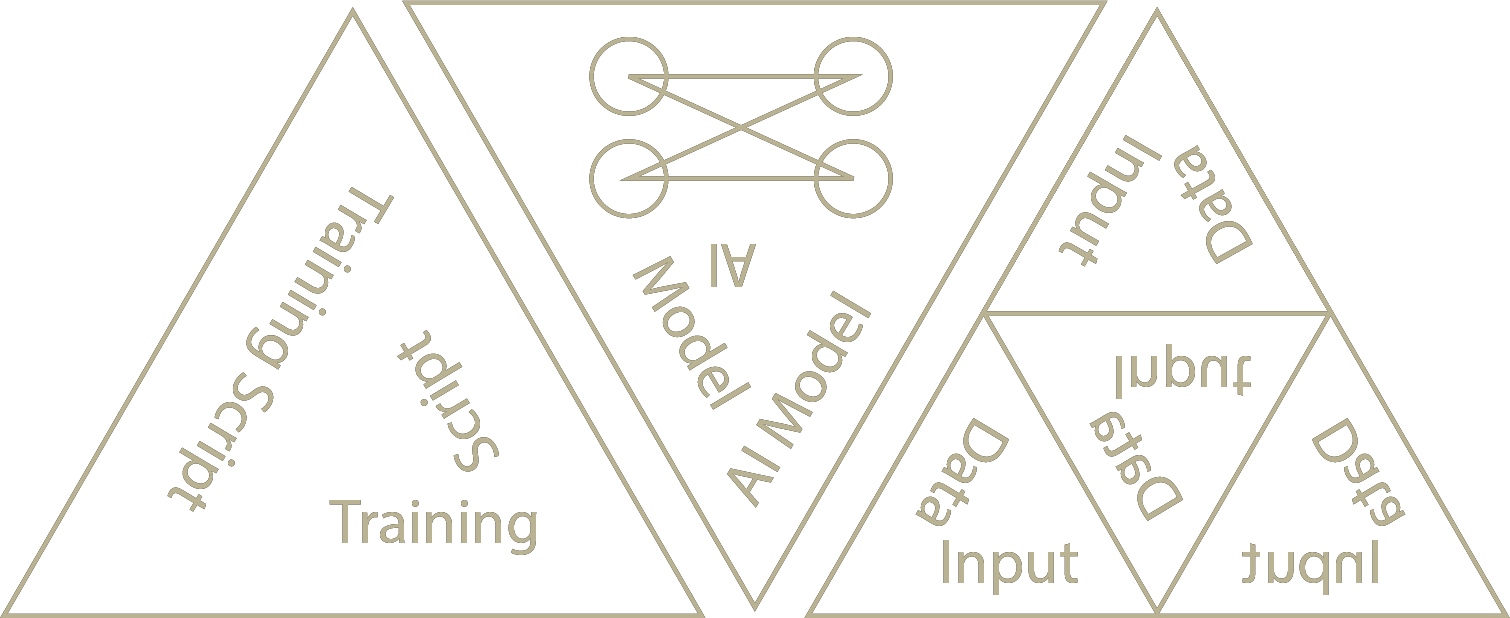 Training Script
Script
Training
AI
Model
AI Model
Input
Data
Input
Data
Data
Input
Data
Input